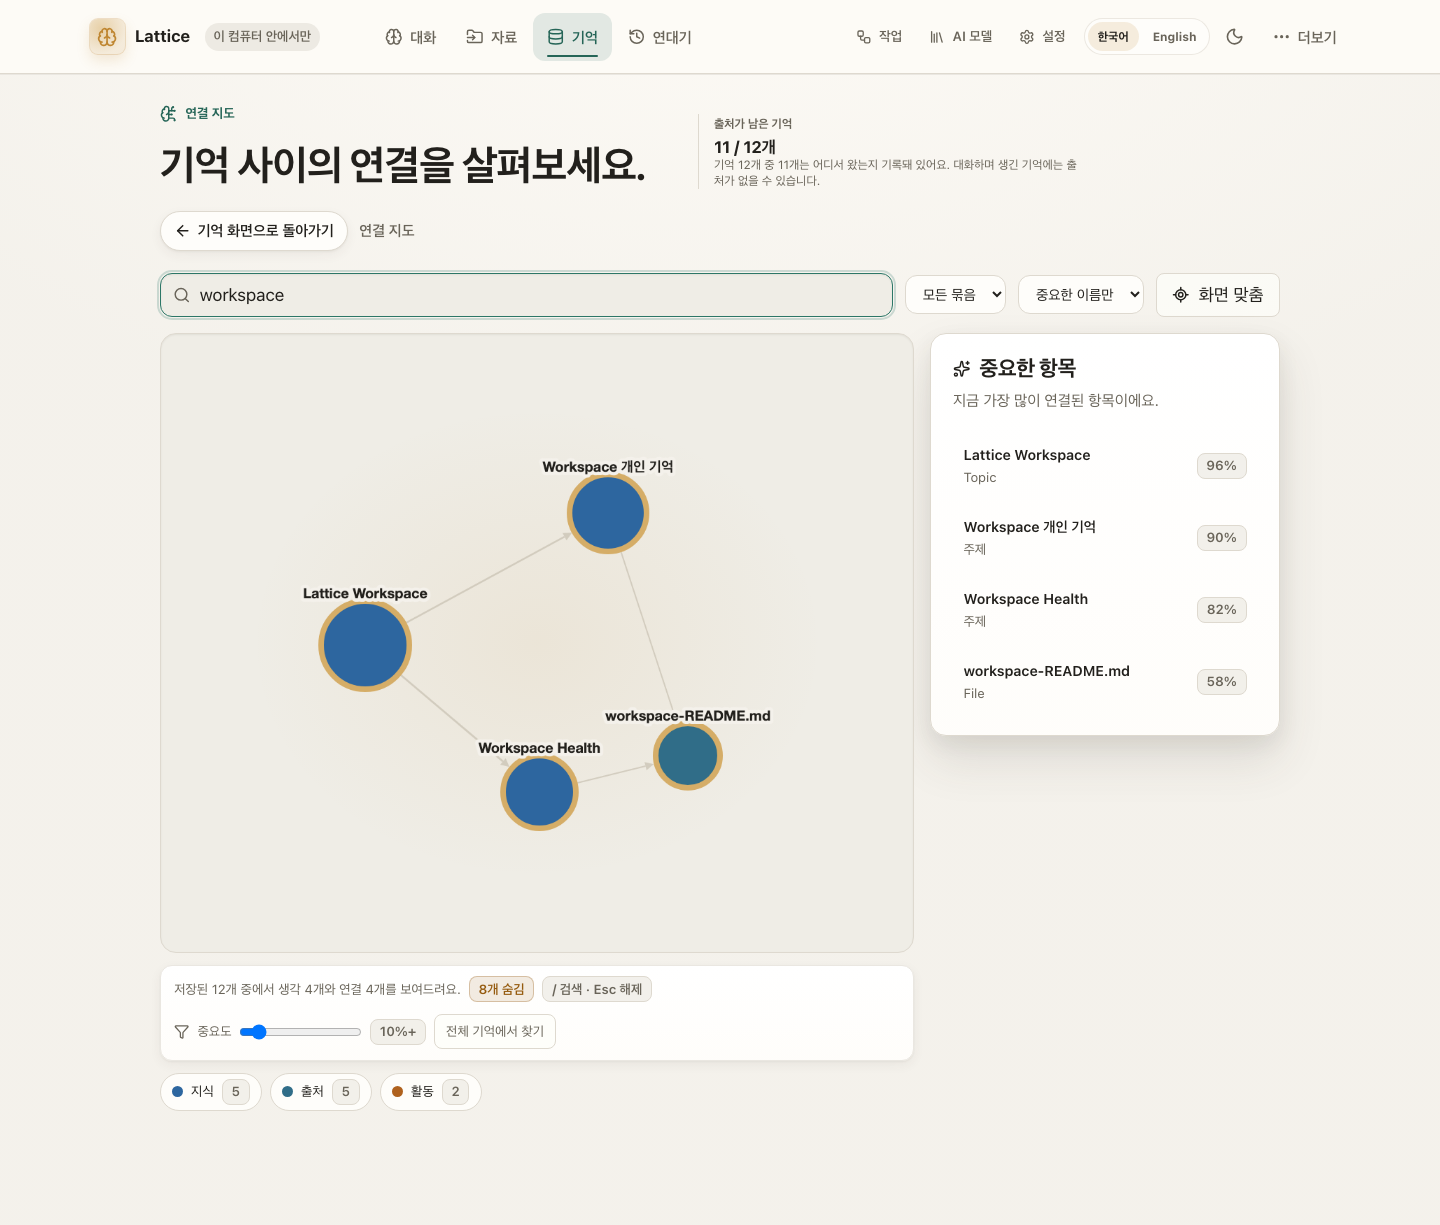 Lattice
이 컴퓨터 안에서만
대화
자료
기억
연대기
작업
AI 모델
설정
한국어
English
더보기
연결 지도
기억 사이의 연결을 살펴보세요.
출처가 남은 기억
11 / 12개
기억 12개 중 11개는 어디서 왔는지 기록돼 있어요. 대화하며 생긴 기억에는 출
처가 없을 수 있습니다.
기억 화면으로 돌아가기
연결 지도
workspace
모든 묶음
중요한 이름만
화면 맞춤
Workspace 개인 기억
Lattice Workspace
workspace-README.md
Workspace Health
중요한 항목
지금 가장 많이 연결된 항목이에요.
Lattice Workspace
Topic
96%
Workspace 개인 기억
주제
90%
Workspace Health
주제
82%
workspace-README.md
File
58%
저장된 12개 중에서 생각 4개와 연결 4개를 보여드려요.
8개 숨김
/ 검색 · Esc 해제
중요도
10%+
전체 기억에서 찾기
지식 5
출처 5
활동 2